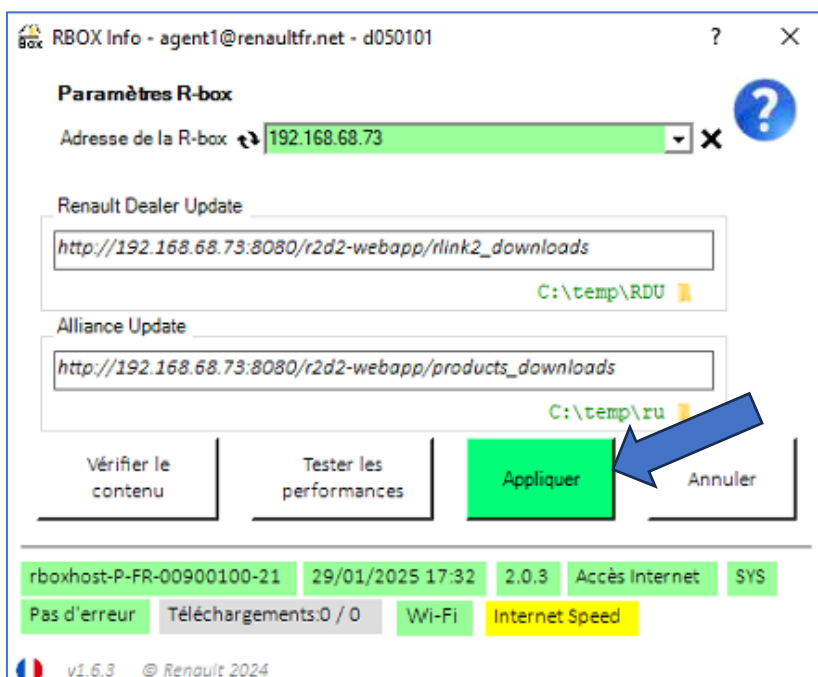 BOX
RBOX Info - agent1@renaultfr.net - d050101 ?
Paramètres R-box
?
Adresse de la R-box 192.168.68.73
Renault Dealer Update
http://192.168.68.73:8080/r2d2-webapp/rlink2_downloads
C:\temp\RDU
Alliance Update
http://192.168.68.73:8080/r2d2-webapp/products_downloads
C:\temp\ru
Vérifier le
contenu
Tester les
performances
Appliquer
Annuler
rboxhost-P-FR-00900100-21 29/01/2025 17:32 2.0.3 Accès Internet SYS
Pas d'erreur Téléchargements:0 / 0 Wi-Fi Internet Speed
v1.6.3 © Renault 2024